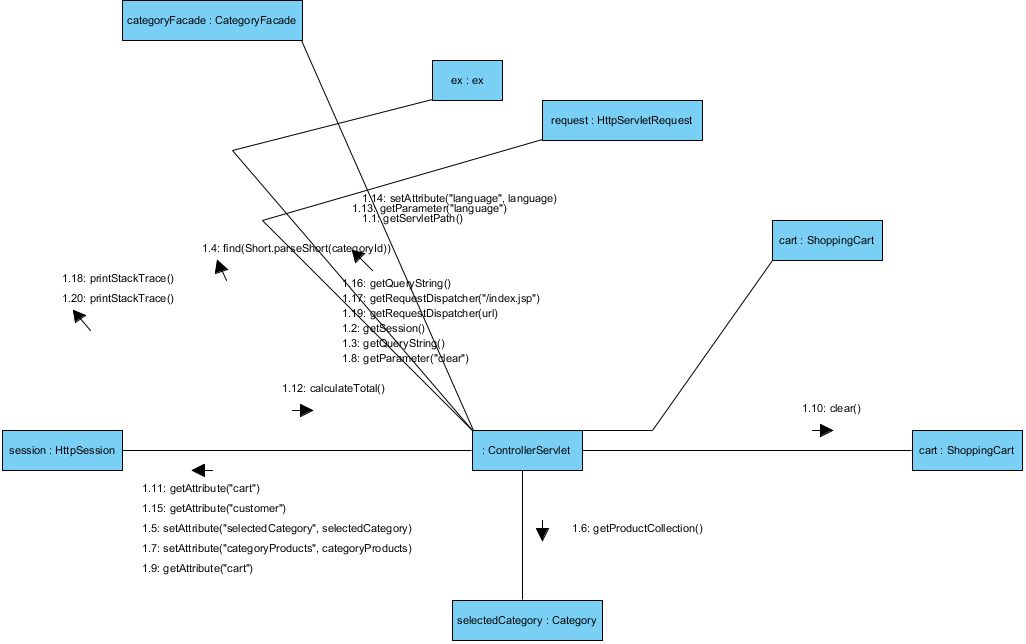 categoryFacade : CategoryFacade
ex : ex
request : HttpServletRequest
1.14: setAttribute("language", language)
1.13: getParameter("language")
1.1: getServletPath()
cart : ShoppingCart
1.4: find(Short.parseShort(categoryId))
1.18: printStackTrace()
1.20: printStackTrace()
1.16: getQueryString()
1.17: getRequestDispatcher("/index.jsp")
1.19: getRequestDispatcher(url)
1.2: getSession()
1.3: getQueryString()
1.8: getParameter("clear")
1.12: calculateTotal()
1.10: clear()
session : HttpSession
: ControllerServlet
cart : ShoppingCart
1.11: getAttribute("cart")
1.15: getAttribute("customer")
1.5: setAttribute("selectedCategory", selectedCategory)
1.7: setAttribute("categoryProducts", categoryProducts)
1.9: getAttribute("cart")
1.6: getProductCollection()
selectedCategory : Category